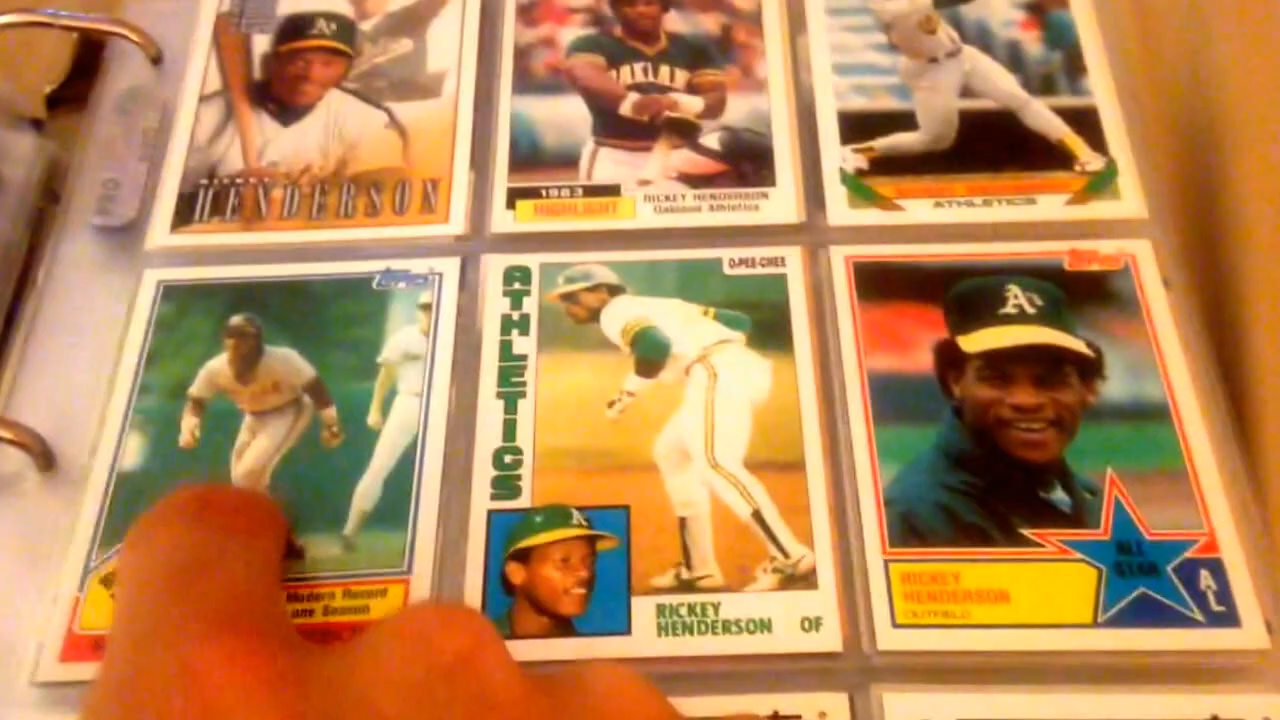 A's
HENDERSON
OAKLAND
1983
HIGHLIGHT
RICKEY HENDERSON
Oakland Athletics
ATHLETICS
Topps
Modern Record
one Season
O-PEE-CHEE
ATHLETICS
A's
RICKEY
HENDERSON OF
Topps
A's
ALL
STAR
RICKEY
HENDERSON
OUTFIELD
AL